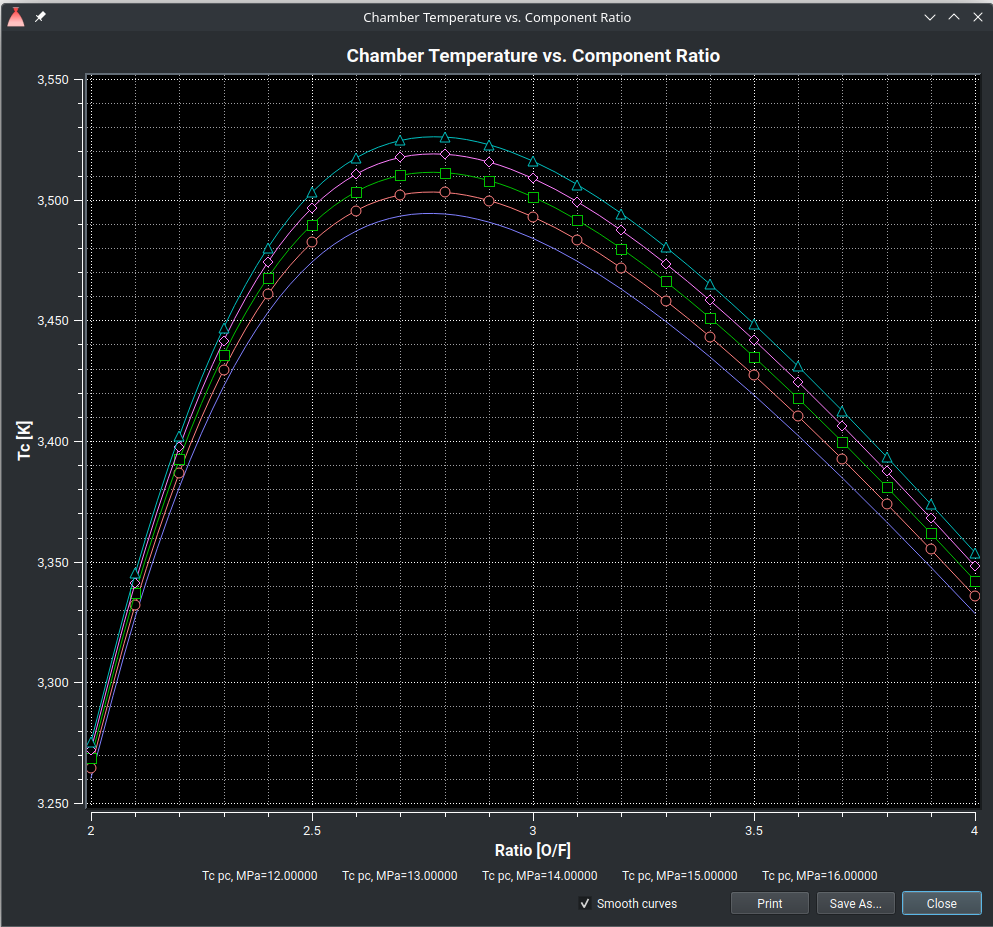 Chamber Temperature vs. Component Ratio
Chamber Temperature vs. Component Ratio
3,550
3,500
3,450
3,400
3,350
3,300
3.250
Tc [K]
2
2.5
3
3.5
4
Ratio [O/F]
Tc pc, MPa=12.00000 Tc pc, MPa=13.00000 Tc pc, MPa=14.00000 Tc pc, MPa=15.00000 Tc pc, MPa=16.00000
Smooth curves Print Save As... Close